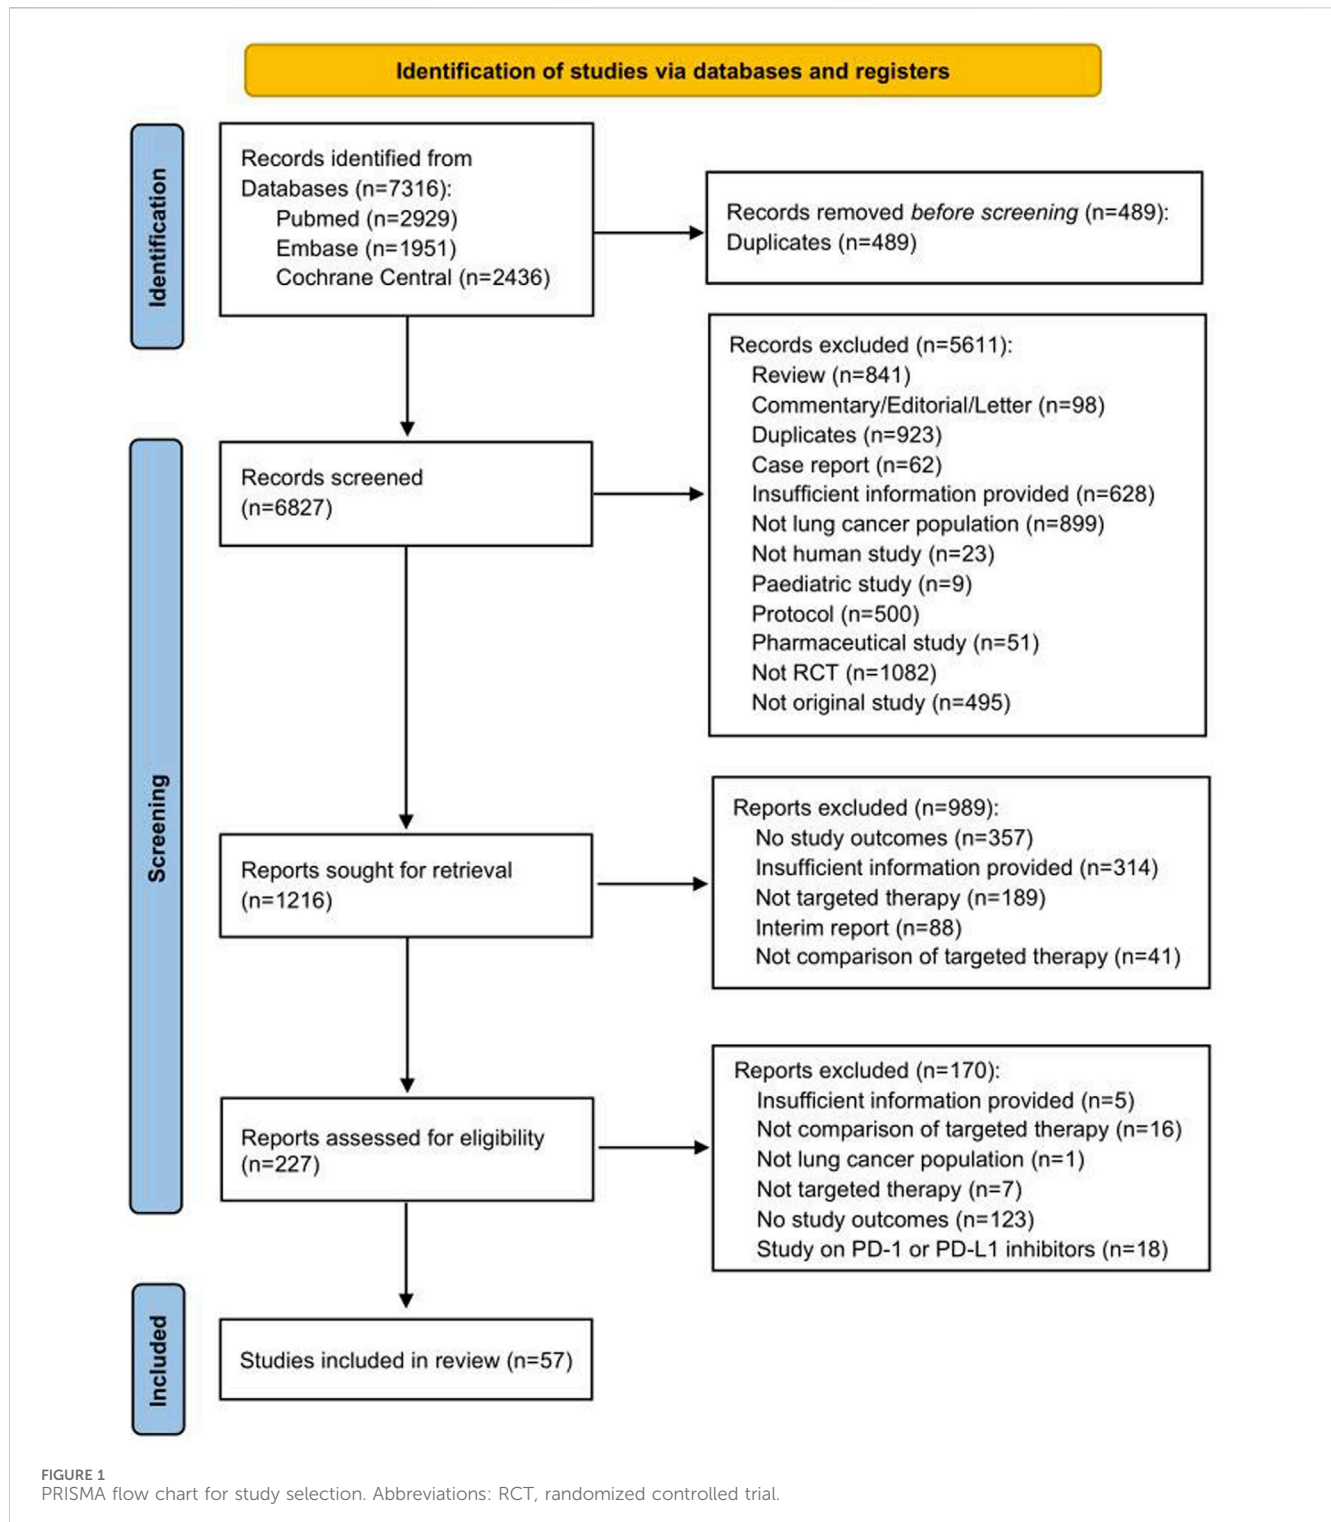 Identification of studies via databases and registers
Identification
Records identified from
Databases (n=7316):
Pubmed (n=2929)
Embase (n=1951)
Cochrane Central (n=2436)
Records removed before screening (n=489):
Duplicates (n=489)
Screening
Records screened
(n=6827)
Records excluded (n=5611):
Review (n=841)
Commentary/Editorial/Letter (n=98)
Duplicates (n=923)
Case report (n=62)
Insufficient information provided (n=628)
Not lung cancer population (n=899)
Not human study (n=23)
Paediatric study (n=9)
Protocol (n=500)
Pharmaceutical study (n=51)
Not RCT (n=1082)
Not original study (n=495)
Reports sought for retrieval
(n=1216)
Reports excluded (n=989):
No study outcomes (n=357)
Insufficient information provided (n=314)
Not targeted therapy (n=189)
Interim report (n=88)
Not comparison of targeted therapy (n=41)
Reports assessed for eligibility
(n=227)
Reports excluded (n=170):
Insufficient information provided (n=5)
Not comparison of targeted therapy (n=16)
Not lung cancer population (n=1)
Not targeted therapy (n=7)
No study outcomes (n=123)
Study on PD-1 or PD-L1 inhibitors (n=18)
Included
Studies included in review (n=57)
FIGURE 1
PRISMA flow chart for study selection. Abbreviations: RCT, randomized controlled trial.